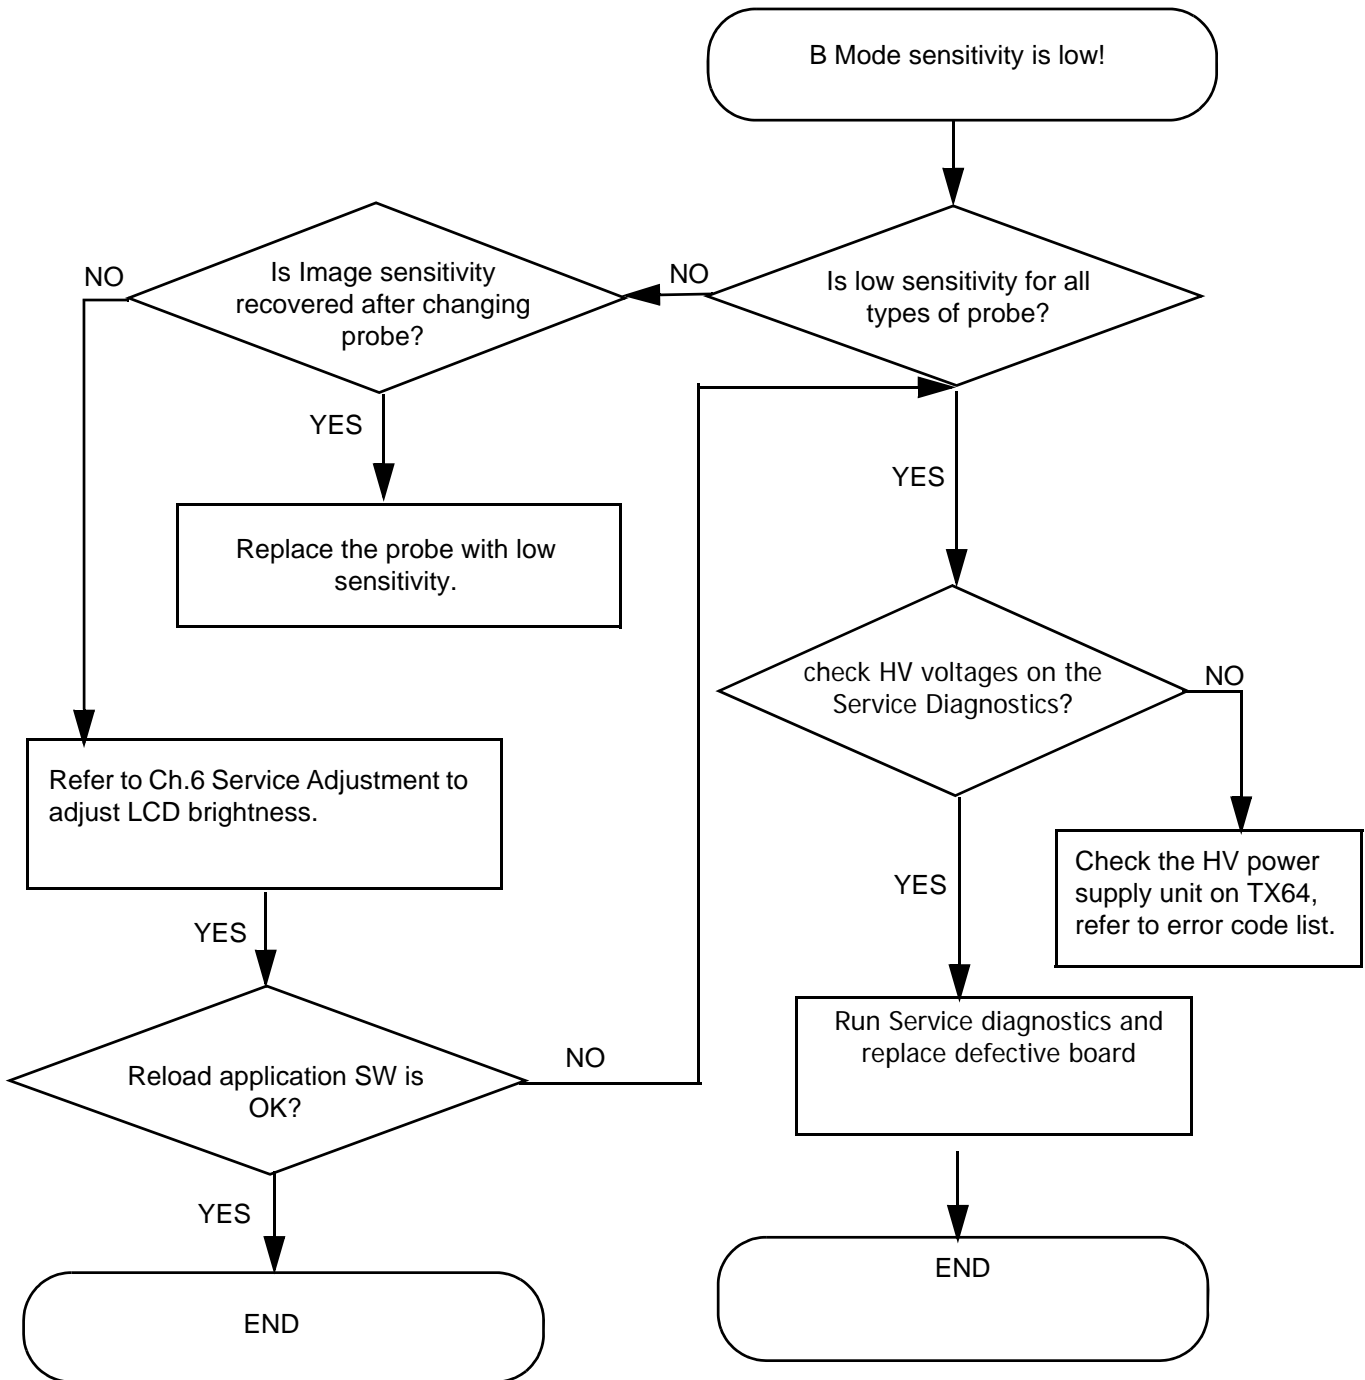 B Mode sensitivity is low!
Is low sensitivity for all
types of probe?
NO
Is Image sensitivity
recovered after changing
probe?
NO
YES
Replace the probe with low
sensitivity.
Refer to Ch.6 Service Adjustment to
adjust LCD brightness.
YES
Reload application SW is
OK?
NO
YES
END
YES
check HV voltages on the
Service Diagnostics?
NO
Check the HV power
supply unit on TX64,
refer to error code list.
YES
Run Service diagnostics and
replace defective board
END